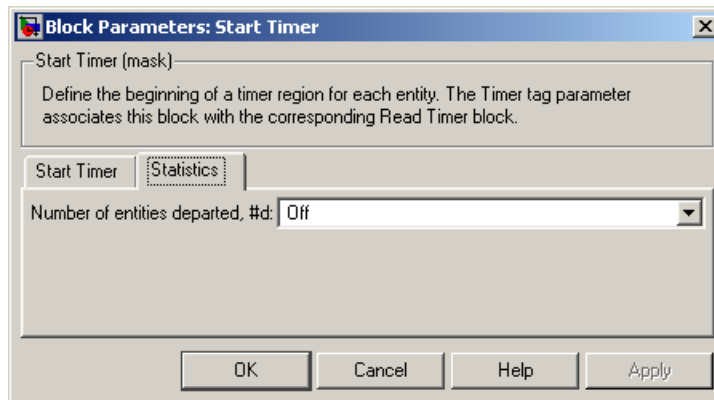 Block Parameters: Start Timer
Start Timer (mask)
Define the beginning of a timer region for each entity. The Timer tag parameter
associates this block with the corresponding Read Timer block.
Start Timer Statistics
Number of entities departed, #d: Off
OK Cancel Help Apply